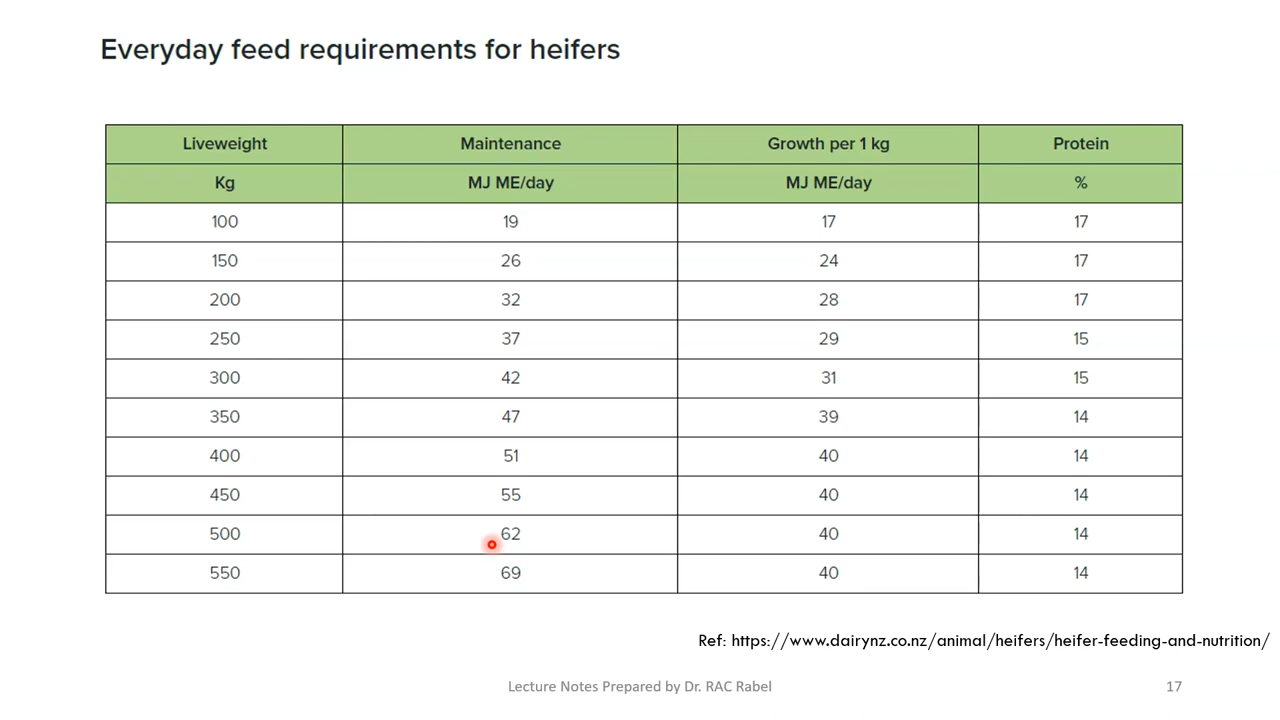 Everyday feed requirements for heifers
Liveweight Maintenance Growth per 1 kg Protein
Kg MJ ME/day MJ ME/day %
100 19 17 17
150 26 24 17
200 32 28 17
250 37 29 15
300 42 31 15
350 47 39 14
400 51 40 14
450 55 40 14
500 62 40 14
550 69 40 14
Ref: https://www.dairynz.co.nz/animal/heifers/heifer-feeding-and-nutrition/
Lecture Notes Prepared by Dr. RAC Rabel 17